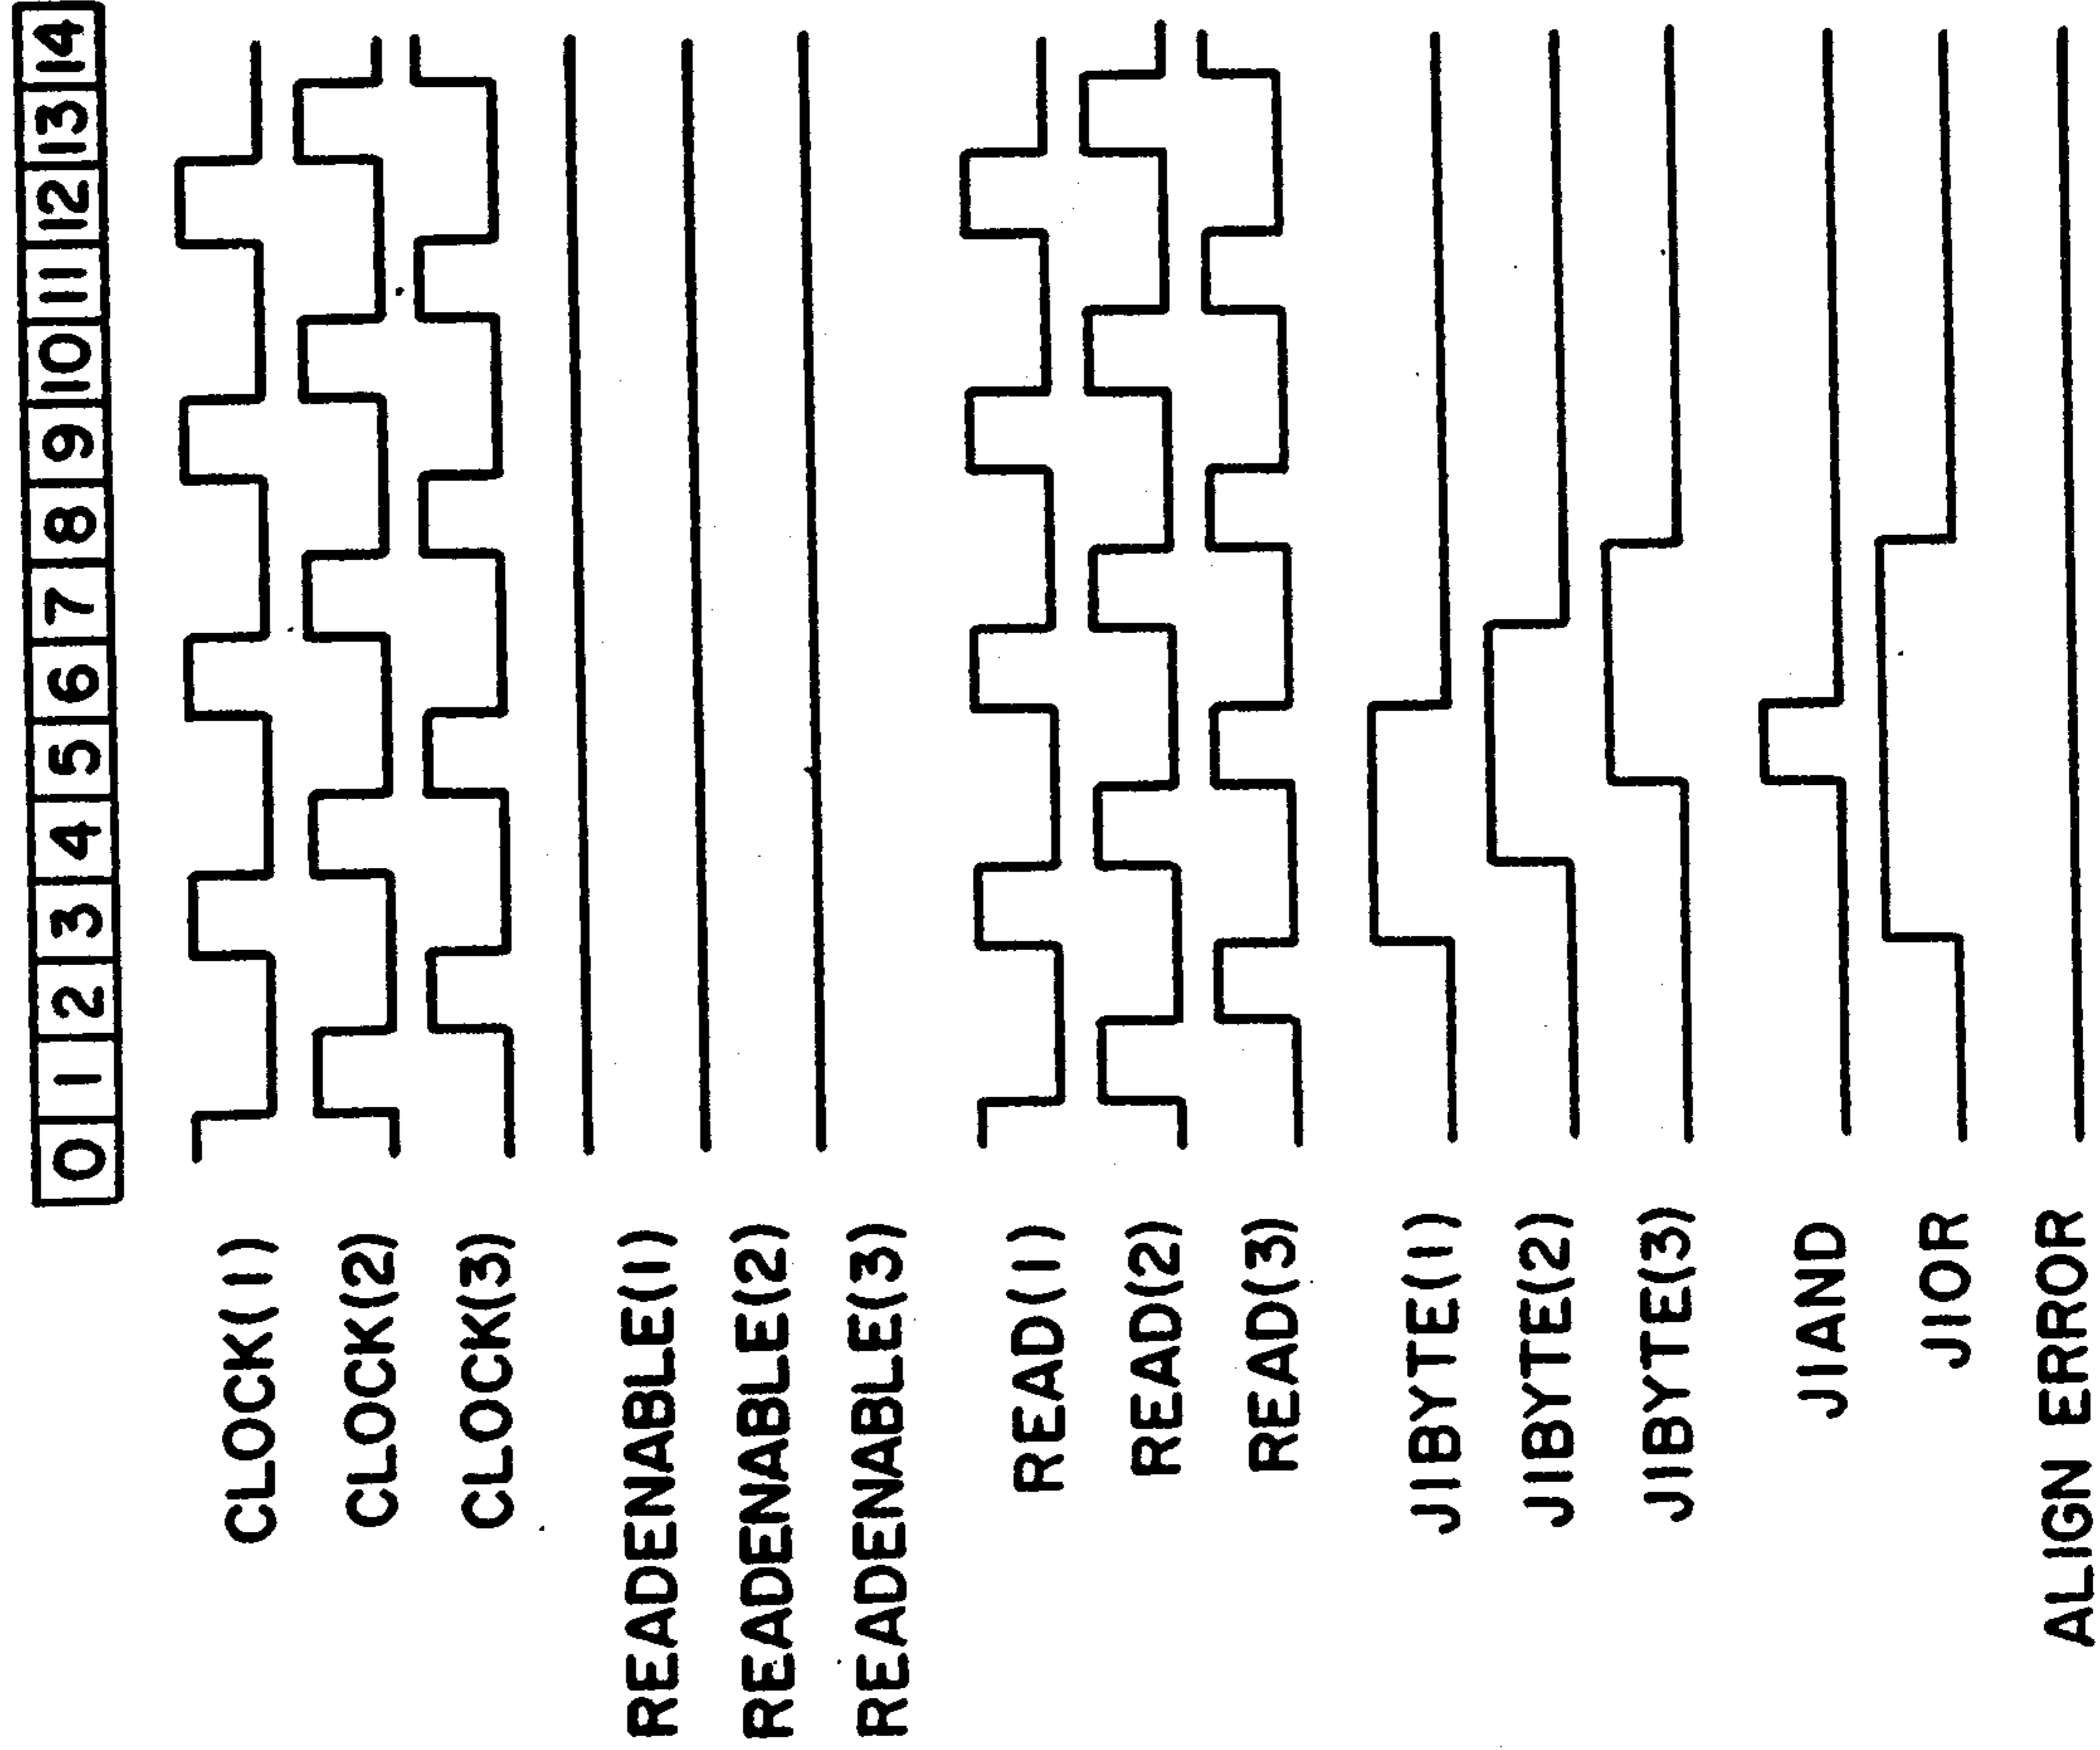 0 1 2 3 4 5 6 7 8 9 10 11 12 13 14
CLOCK(1)
CLOCK(2)
CLOCK(3)
READENABLE(1)
READENABLE(2)
READENABLE(3)
READ(1)
READ(2)
READ(3)
JIBYTE(1)
JIBYTE(2)
JIBYTE(3)
JIAND
JIOR
ALIGN ERROR